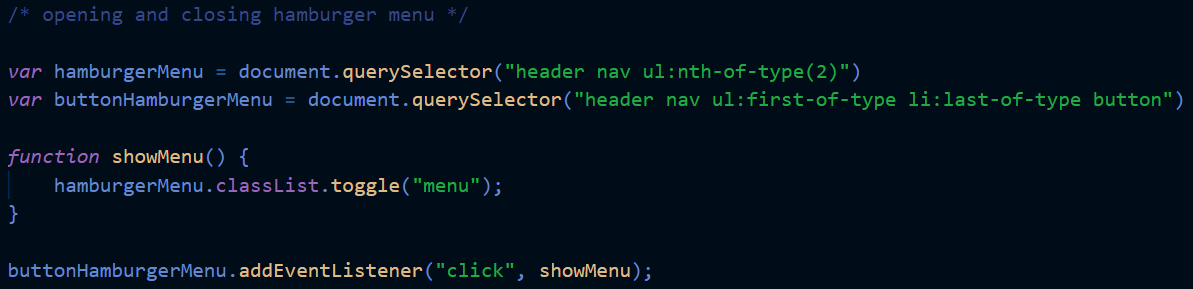 /* opening and closing hamburger menu */
var hamburgerMenu = document.querySelector("header nav ul:nth-of-type(2)")
var buttonHamburgerMenu = document.querySelector("header nav ul:first-of-type li:last-of-type button")
function showMenu() {
    hamburgerMenu.classList.toggle("menu");
}
buttonHamburgerMenu.addEventListener("click", showMenu);